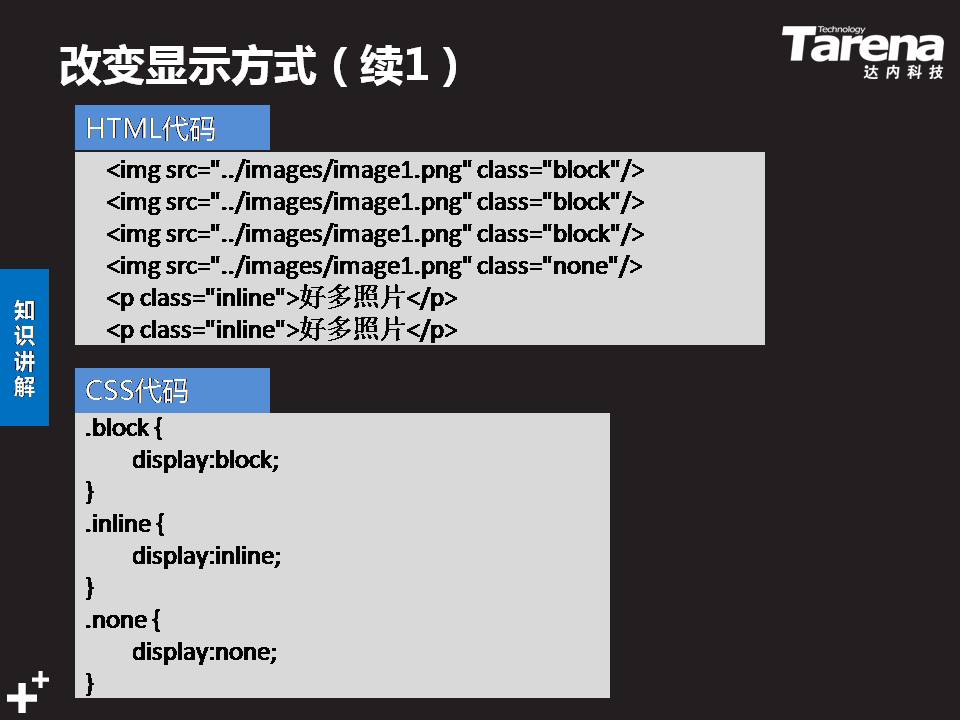 改变显示方式（续1）
Technology
Tarena
达内科技
HTML代码
<img src="../images/image1.png" class="block"/>
<img src="../images/image1.png" class="block"/>
<img src="../images/image1.png" class="block"/>
<img src="../images/image1.png" class="none"/>
<p class="inline">好多照片</p>
<p class="inline">好多照片</p>
知识讲解
CSS代码
.block {
display:block;
}
.inline {
display:inline;
}
.none {
display:none;
}